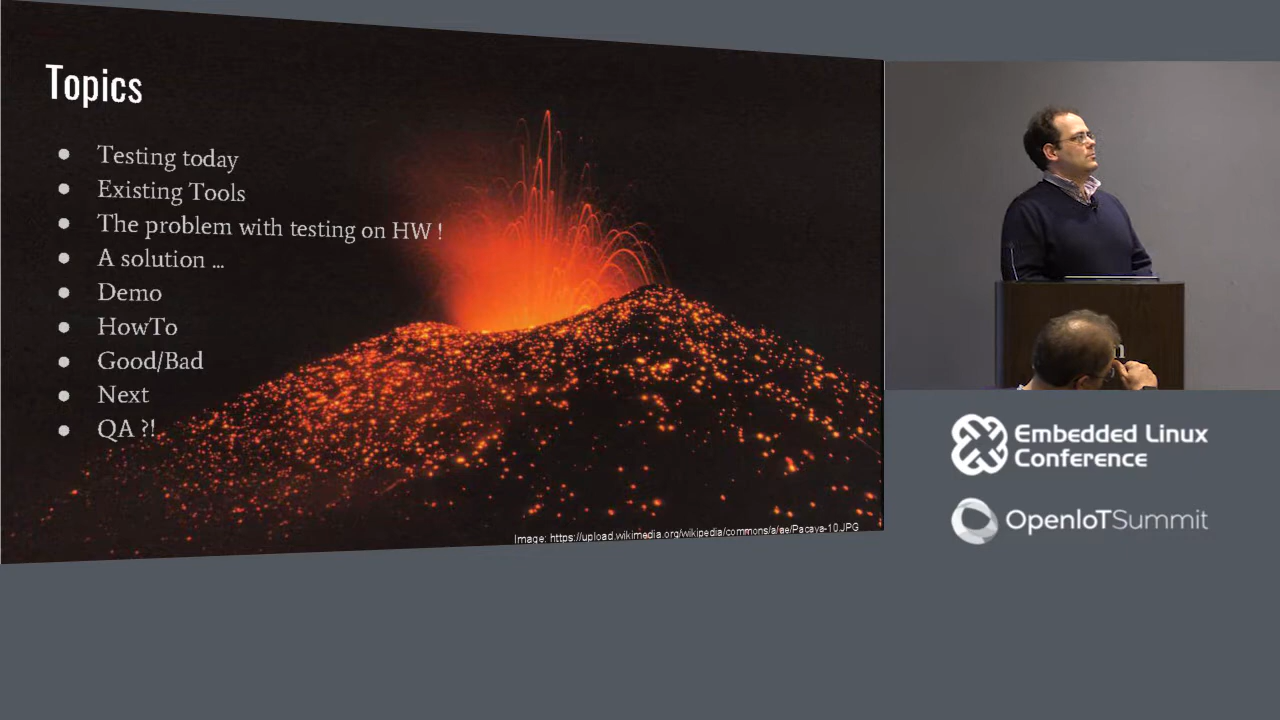 Topics
Testing today
Existing Tools
The problem with testing on HW !
A solution ...
Demo
HowTo
Good/Bad
Next
QA ?!
Image: https://upload.wikimedia.org/wikipedia/commons/a/ae/Pacaya-10.JPG
Embedded Linux
Conference
OpenIoTSummit